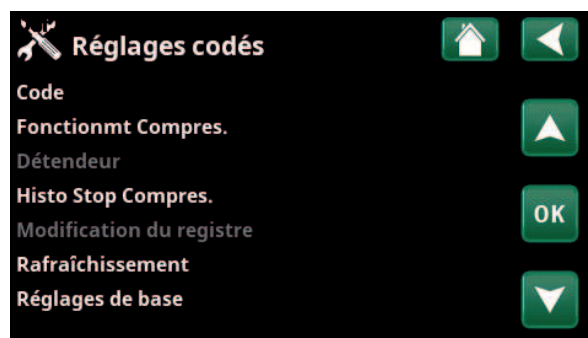 Réglages codés
Code
Fonctionmt Compres.
Détendeur
Histo Stop Compres.
Modification du registre
Rafraîchissement
Réglages de base
OK